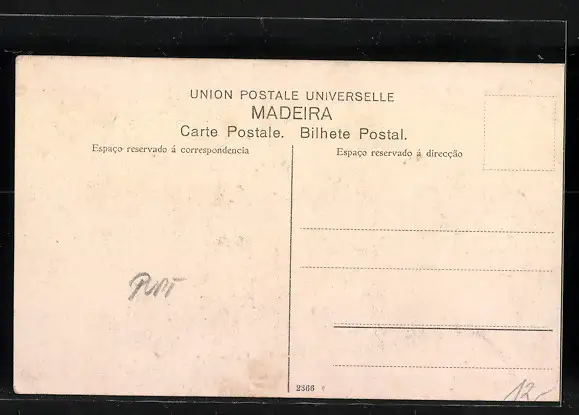 UNION POSTALE UNIVERSELLE
MADEIRA
Carte Postale. Bilhete Postal.
Espaço reservado á correspondencia
Espaço reservado á direcção
2366
12,-